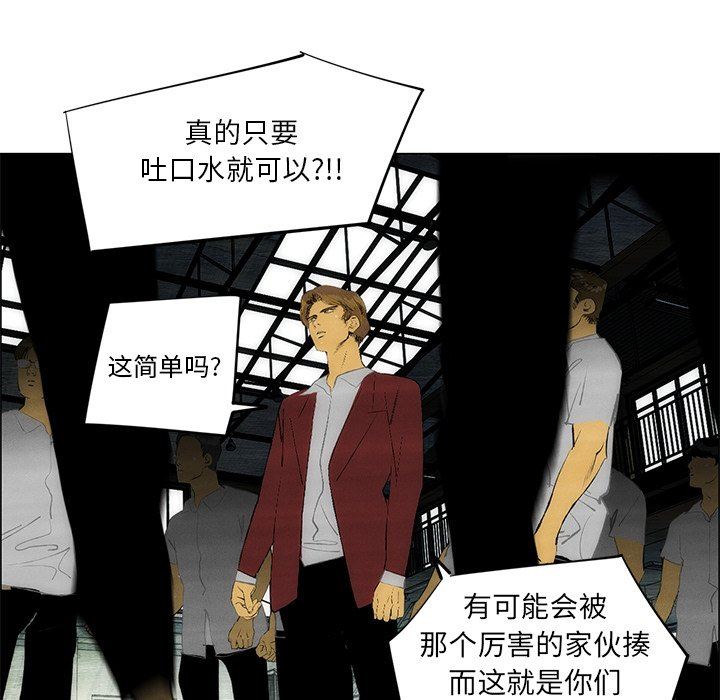 真的只要
吐口水就可以?!!
这简单吗?
有可能会被
那个厉害的家伙揍
而这就是你们